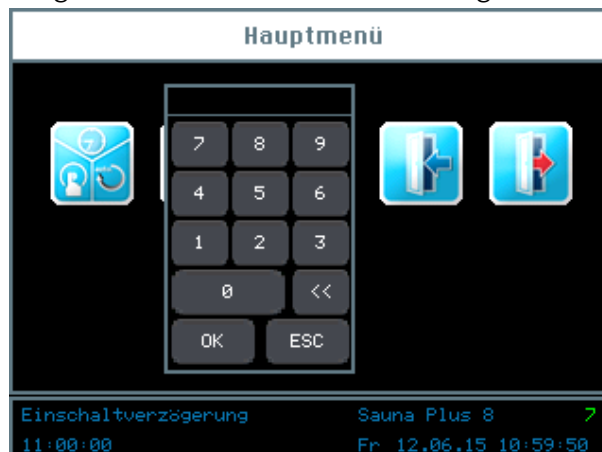 Hauptmenü
7 8 9
4 5 6
1 2 3
0 <<
OK ESC
Einschaltverzögerung Sauna Plus 8 7
11:00:00 Fr 12.06.15 10:59:50